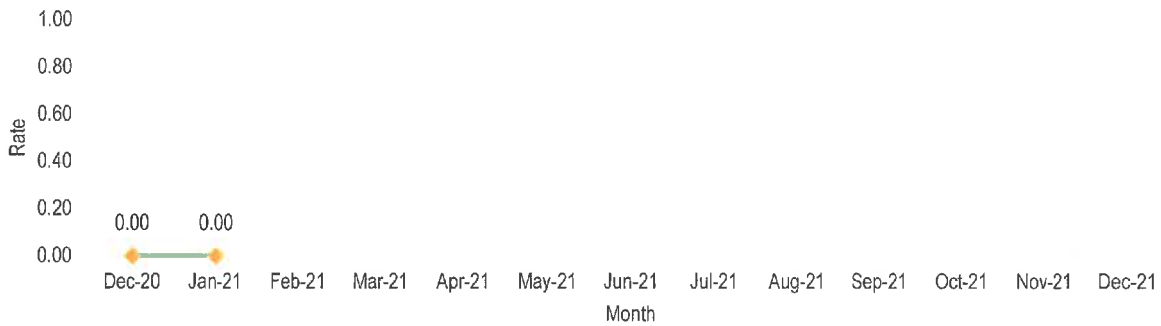 1.00
0.80
0.60
0.40
0.20
0.00
Rate
0.00 0.00
Dec-20 Jan-21 Feb-21 Mar-21 Apr-21 May-21 Jun-21 Jul-21 Aug-21 Sep-21 Oct-21 Nov-21 Dec-21
Month